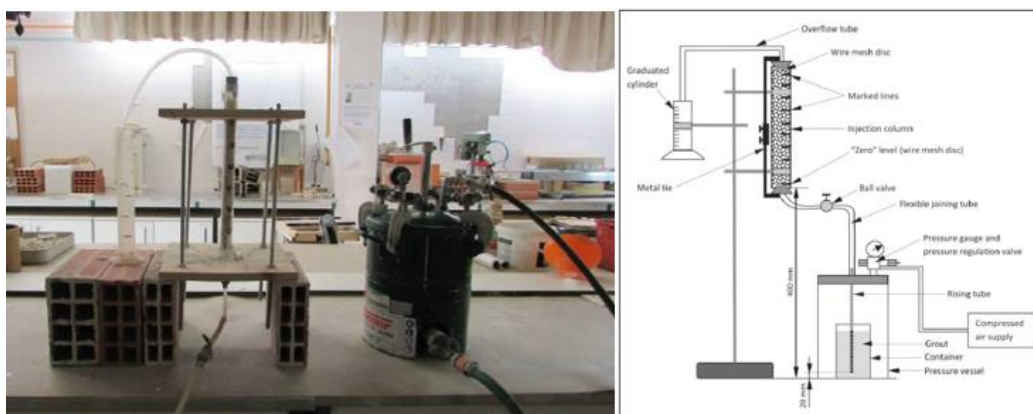 Overflow tube
Wire mesh disc
Graduated
cylinder
Marked lines
Injection column
"Zero" level (wire mesh disc)
Metal tie
Ball valve
Flexible joining tube
Pressure gauge and
pressure regulation valve
400 mm
Rising tube
Compressed
air supply
Grout
Container
Pressure vessel
20 mm